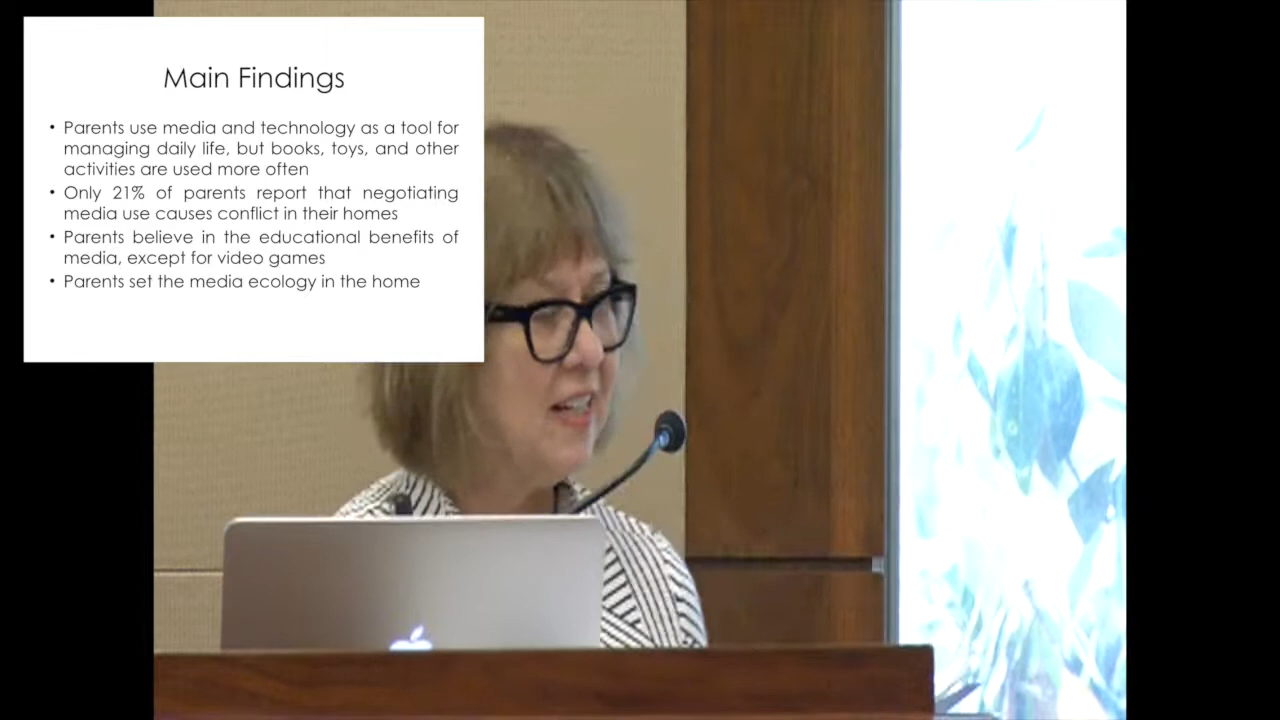 Main Findings
• Parents use media and technology as a tool for
managing daily life, but books, toys, and other
activities are used more often
• Only 21% of parents report that negotiating
media use causes conflict in their homes
• Parents believe in the educational benefits of
media, except for video games
• Parents set the media ecology in the home